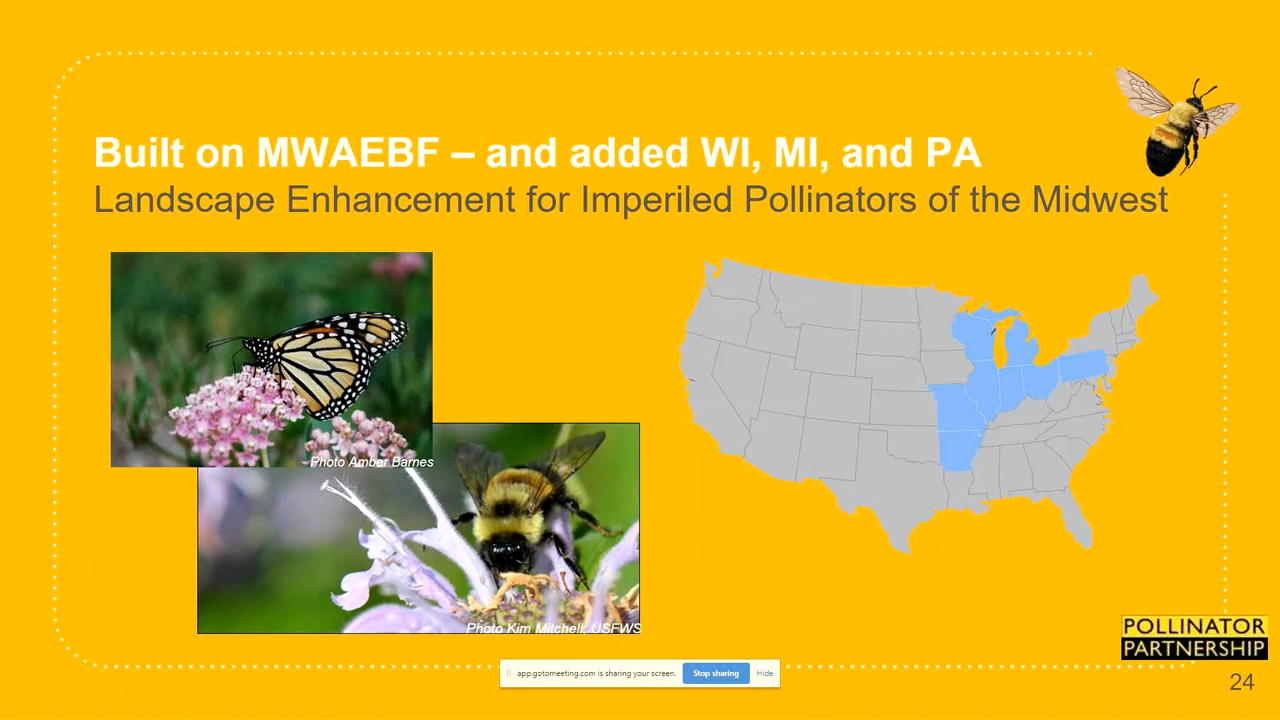 Built on MWAEBF – and added WI, MI, and PA
Landscape Enhancement for Imperiled Pollinators of the Midwest
Photo Amber Barnes
Photo Kim Mitchell, USFWS
POLLINATOR
PARTNERSHIP
app.gotomeeting.com is sharing your screen.
Stop sharing
Hide
24